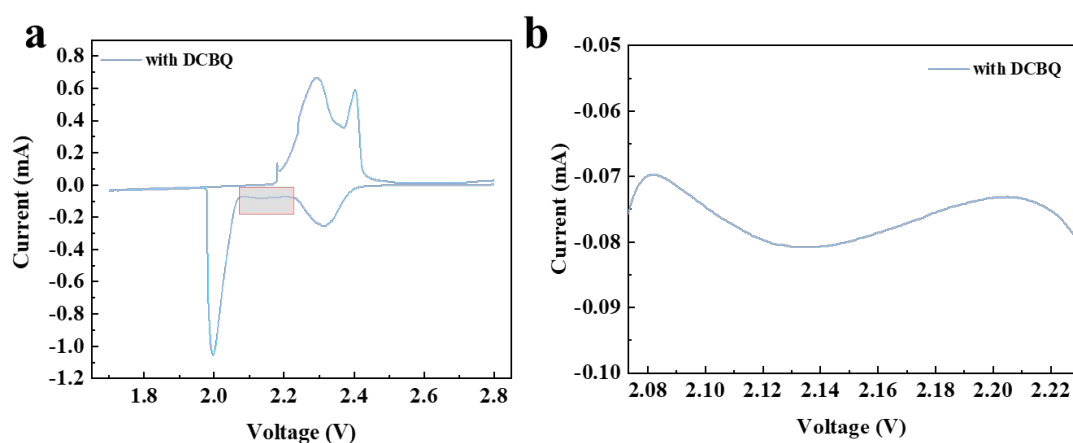 a
with DCBQ
0.8
0.6
0.4
0.2
0.0
-0.2
-0.4
-0.6
-0.8
-1.0
-1.2
Current (mA)
1.8 2.0 2.2 2.4 2.6 2.8
Voltage (V)
b
with DCBQ
-0.05
-0.06
-0.07
-0.08
-0.09
-0.10
Current (mA)
2.08 2.10 2.12 2.14 2.16 2.18 2.20 2.22
Voltage (V)